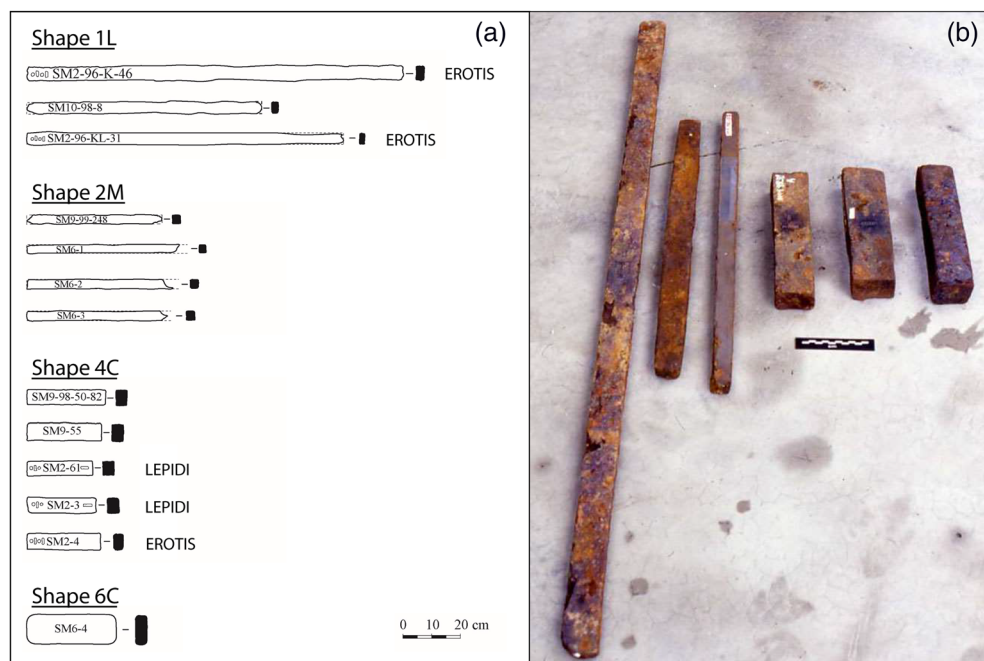 (a)
Shape 1L
SM2-96-K-46 EROTIS
SM10-98-8
SM2-96-KL-31 EROTIS
Shape 2M
SM9-99-248
SM6-1
SM6-2
SM6-3
Shape 4C
SM9-98-50-82
SM9-55
SM2-61 LEPIDI
SM2-3 LEPIDI
SM2-4 EROTIS
Shape 6C
SM6-4
0 10 20 cm
(b)